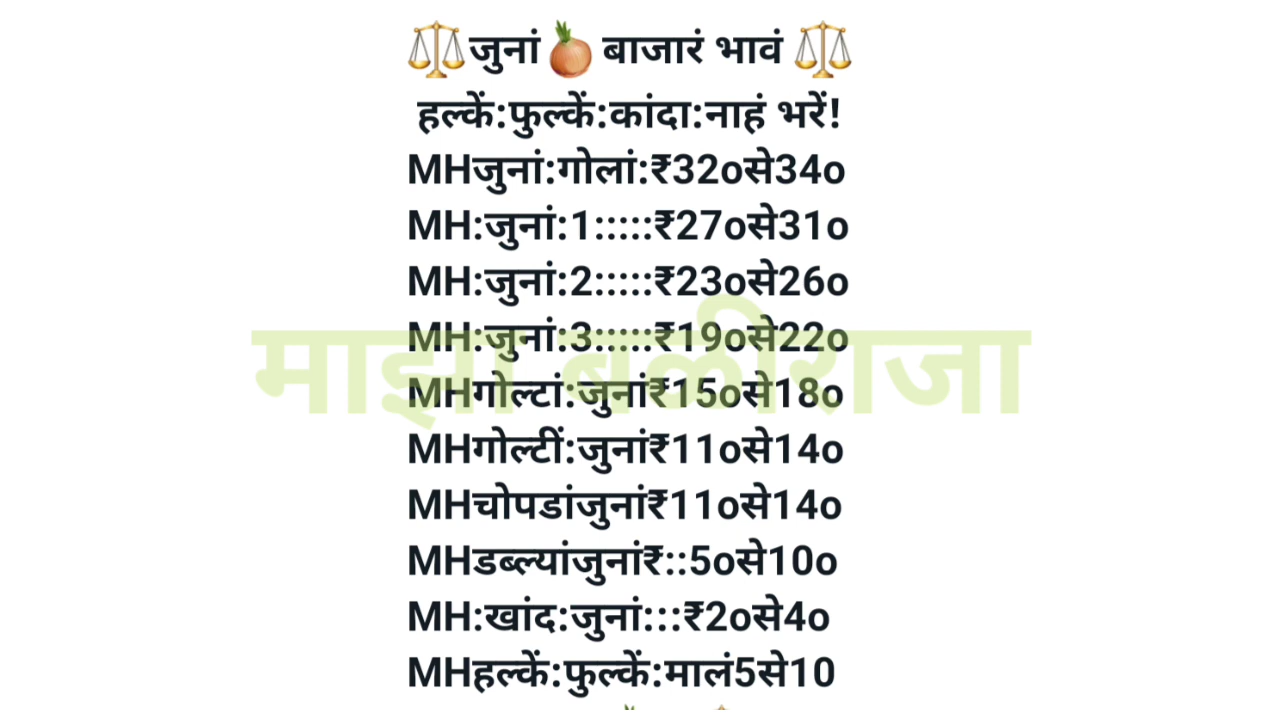 ⚖️जुनां🧅 बाजारं भावं ⚖️
हल्कें:फुल्कें:कांदा:नाहं भरें!
MHजुनां:गोलां:₹32oसे34o
MH:जुनां:1:::::₹27oसे31o
MH:जुनां:2:::::₹23oसे26o
MH:जुनां:3:::::₹19oसे22o
माझा बळीराजा
MHगोल्टां:जुनां₹15oसे18o
MHगोल्टीं:जुनां₹11oसे14o
MHचोपडांजुनां₹11oसे14o
MHडब्ल्यांजुनां₹::5oसे10o
MH:खांद:जुनां:::₹2oसे4o
MHहल्कें:फुल्कें:मालं5से10